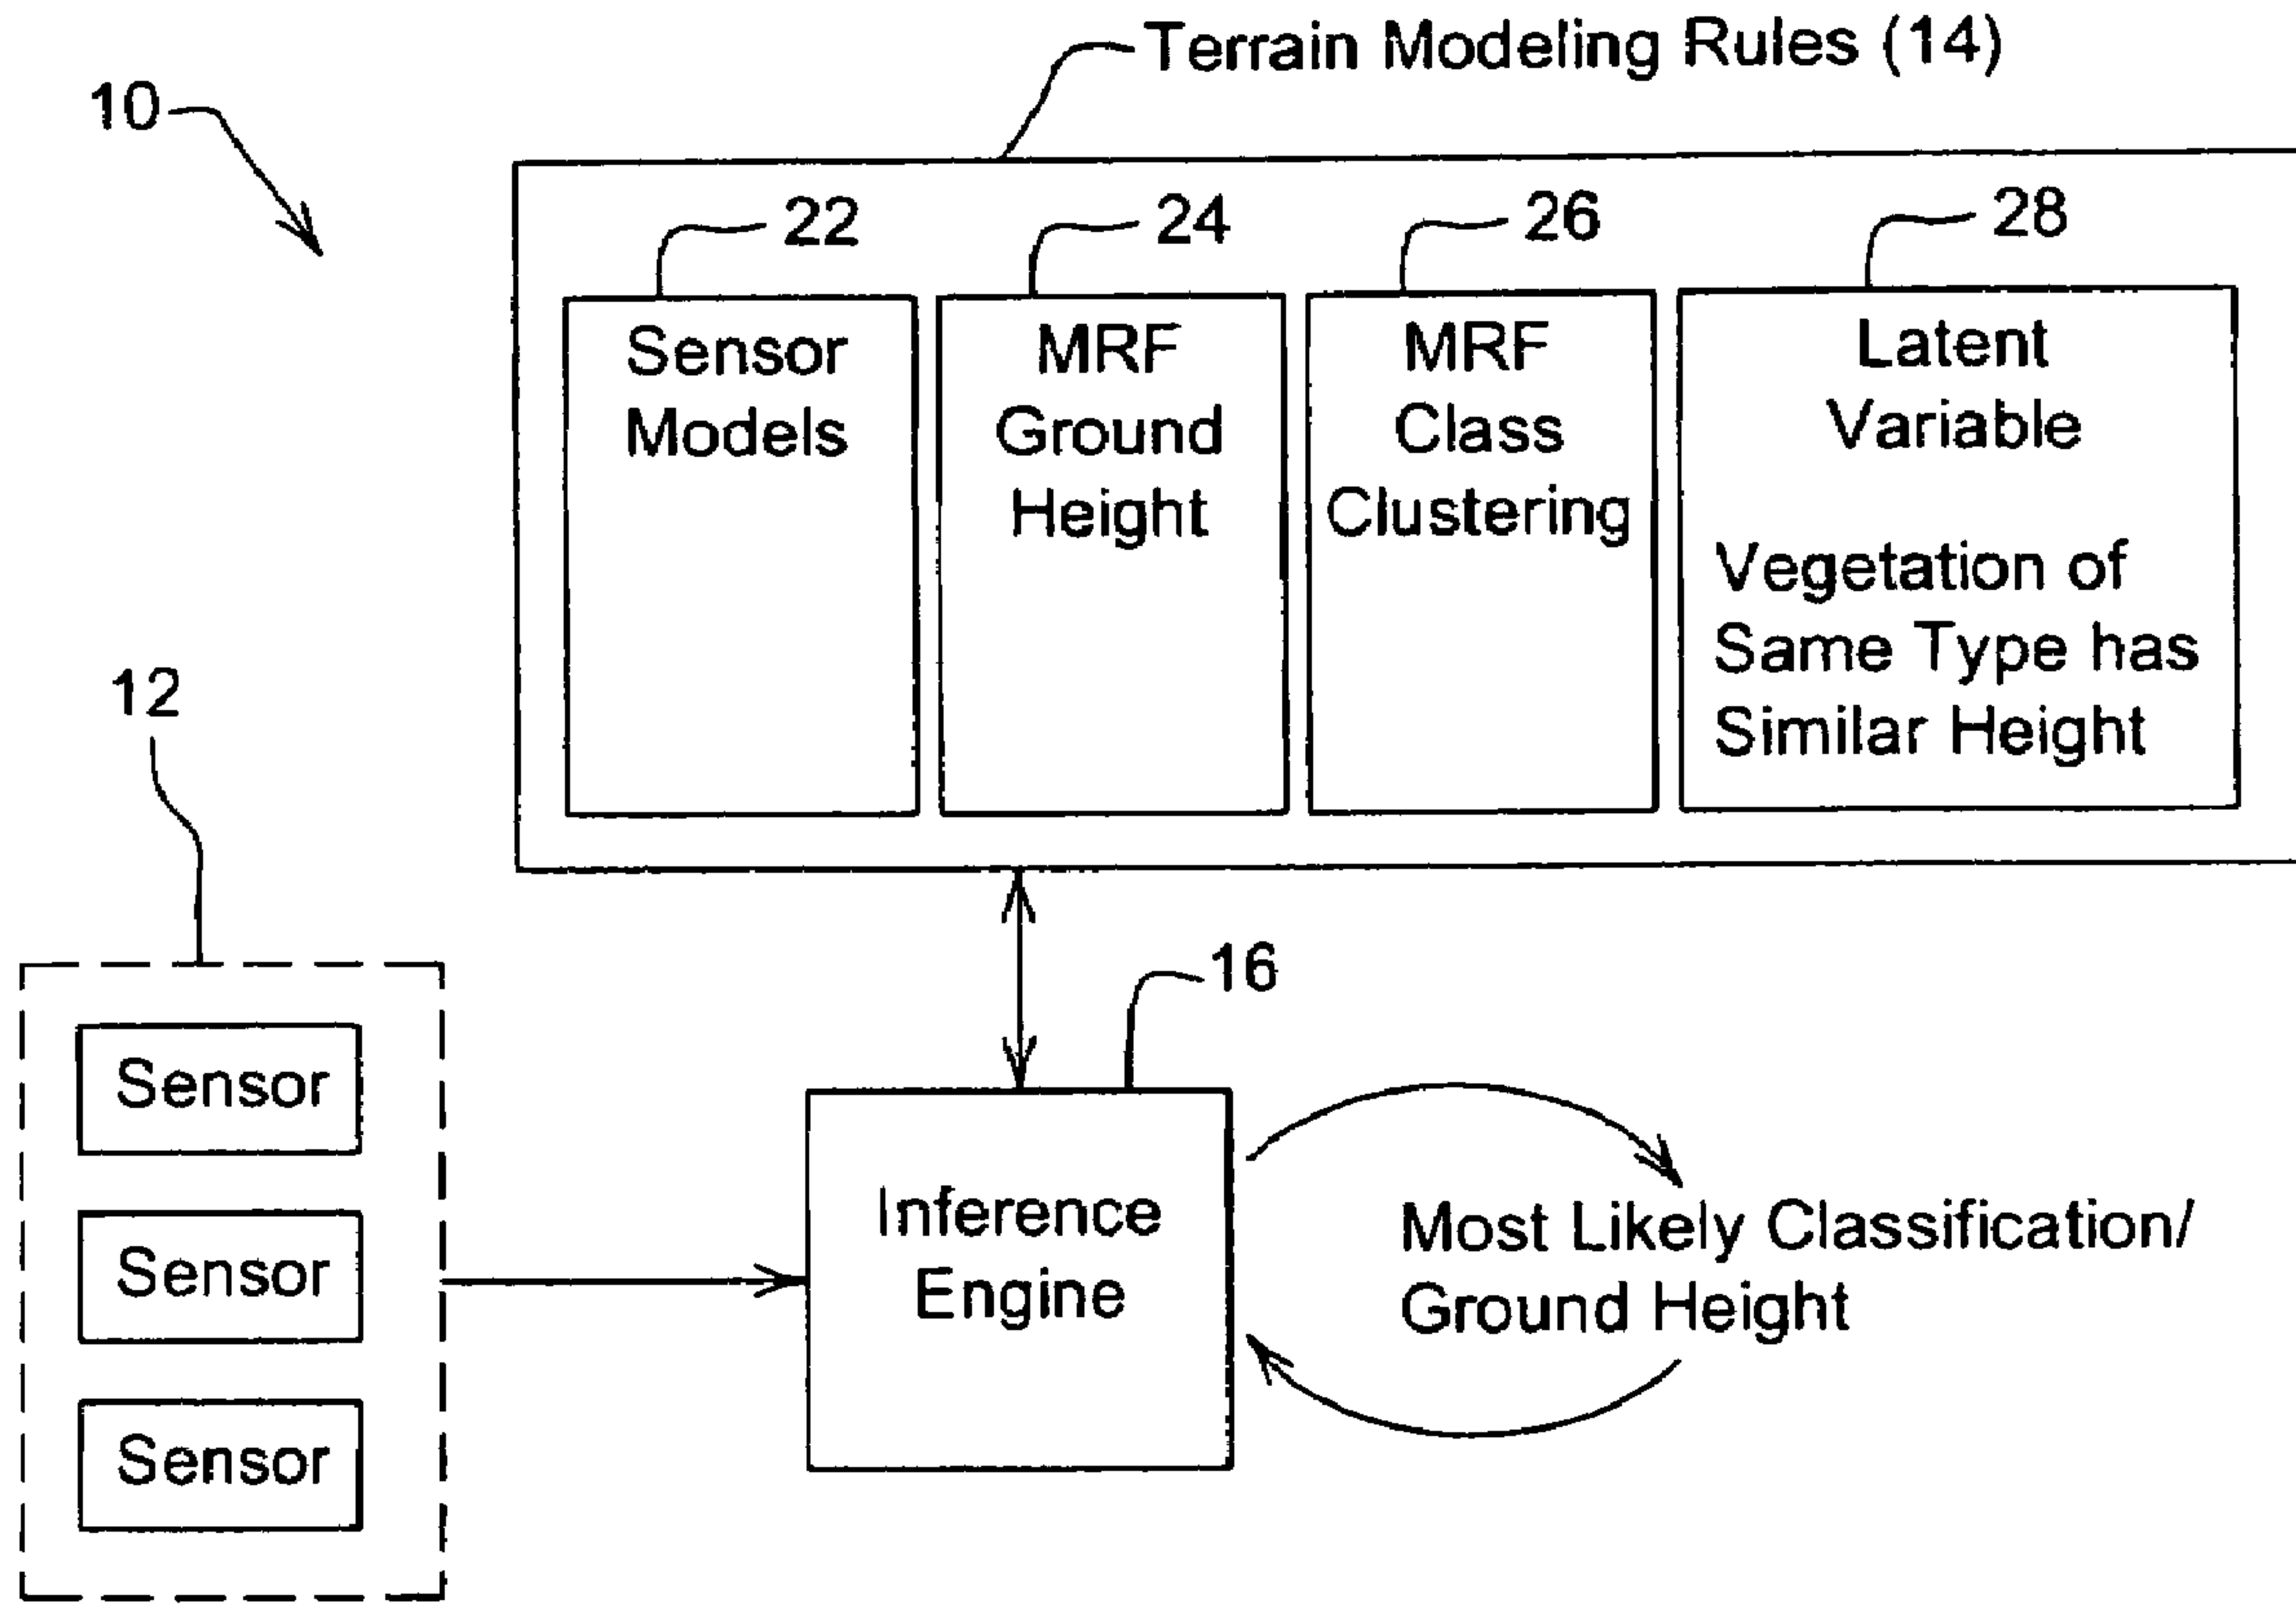 Terrain Modeling Rules (14)
10
22
24
26
28
Sensor
Models
MRF
Ground
Height
MRF
Class
Clustering
Latent
Variable
Vegetation of
Same Type has
Similar Height
12
16
Sensor
Sensor
Sensor
Inference
Engine
Most Likely Classification/
Ground Height